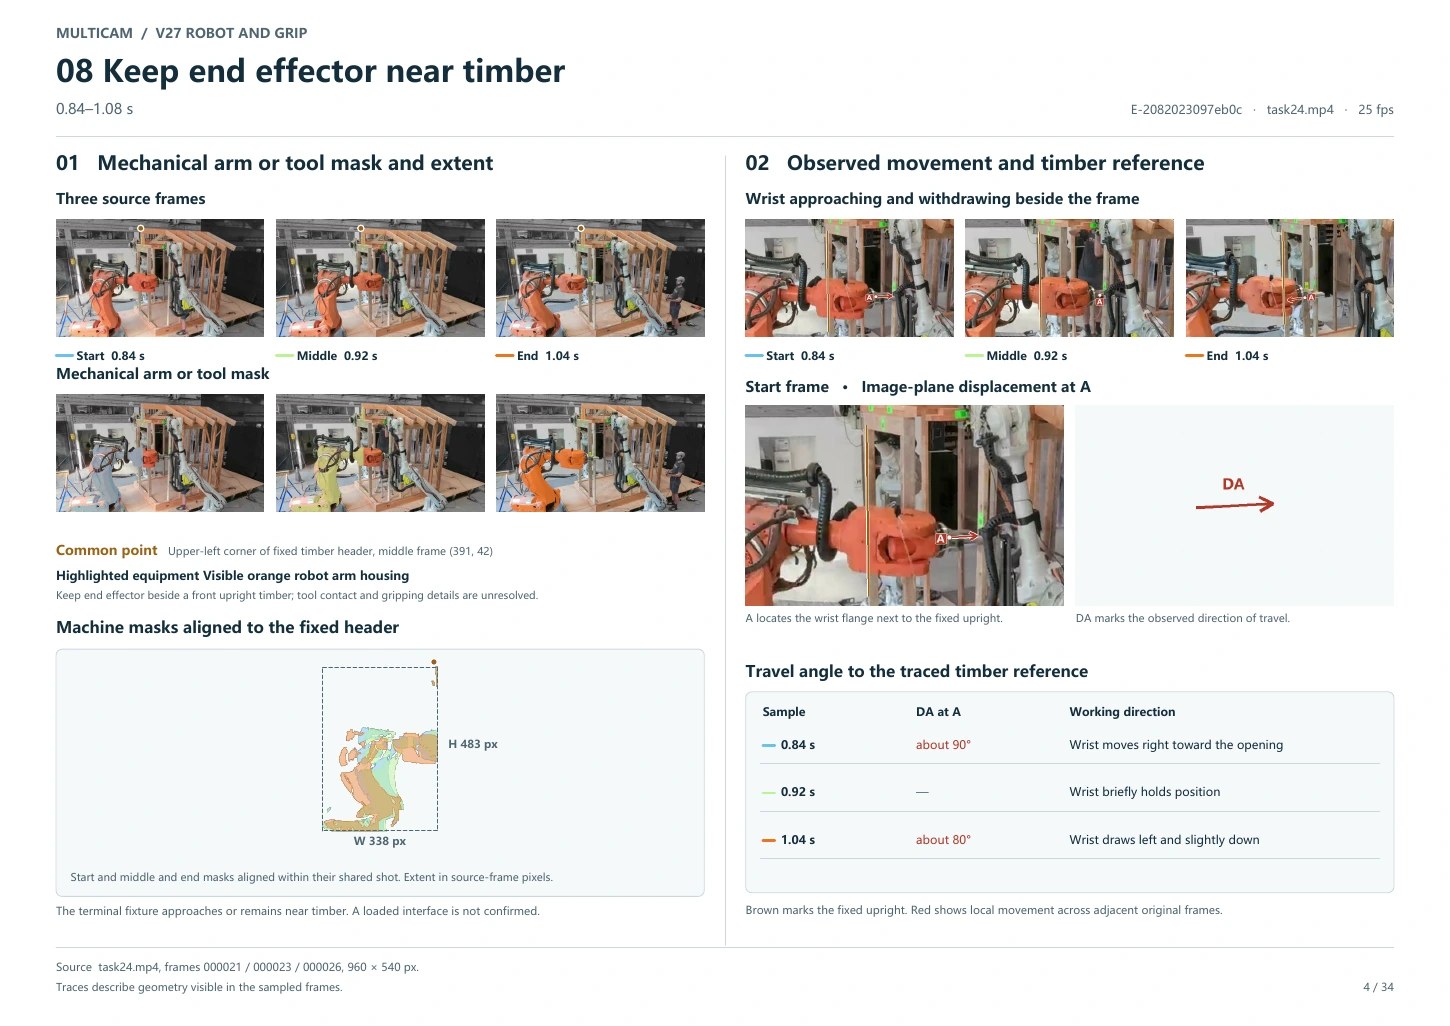 MULTICAM / V27 ROBOT AND GRIP
08 Keep end effector near timber
0.84–1.08 s
E-2082023097eb0c · task24.mp4 · 25 fps
01 Mechanical arm or tool mask and extent
Three source frames
Start 0.84 s
Middle 0.92 s
End 1.04 s
Mechanical arm or tool mask
Common point Upper-left corner of fixed timber header, middle frame (391, 42)
Highlighted equipment Visible orange robot arm housing
Keep end effector beside a front upright timber; tool contact and gripping details are unresolved.
Machine masks aligned to the fixed header
H 483 px
W 338 px
Start and middle and end masks aligned within their shared shot. Extent in source-frame pixels.
The terminal fixture approaches or remains near timber. A loaded interface is not confirmed.
02 Observed movement and timber reference
Wrist approaching and withdrawing beside the frame
A
A
A
Start 0.84 s
Middle 0.92 s
End 1.04 s
Start frame • Image-plane displacement at A
A
DA
A locates the wrist flange next to the fixed upright.
DA marks the observed direction of travel.
Travel angle to the traced timber reference
Sample DA at A Working direction
0.84 s about 90° Wrist moves right toward the opening
0.92 s — Wrist briefly holds position
1.04 s about 80° Wrist draws left and slightly down
Brown marks the fixed upright. Red shows local movement across adjacent original frames.
Source task24.mp4, frames 000021 / 000023 / 000026, 960 × 540 px.
Traces describe geometry visible in the sampled frames.
4 / 34